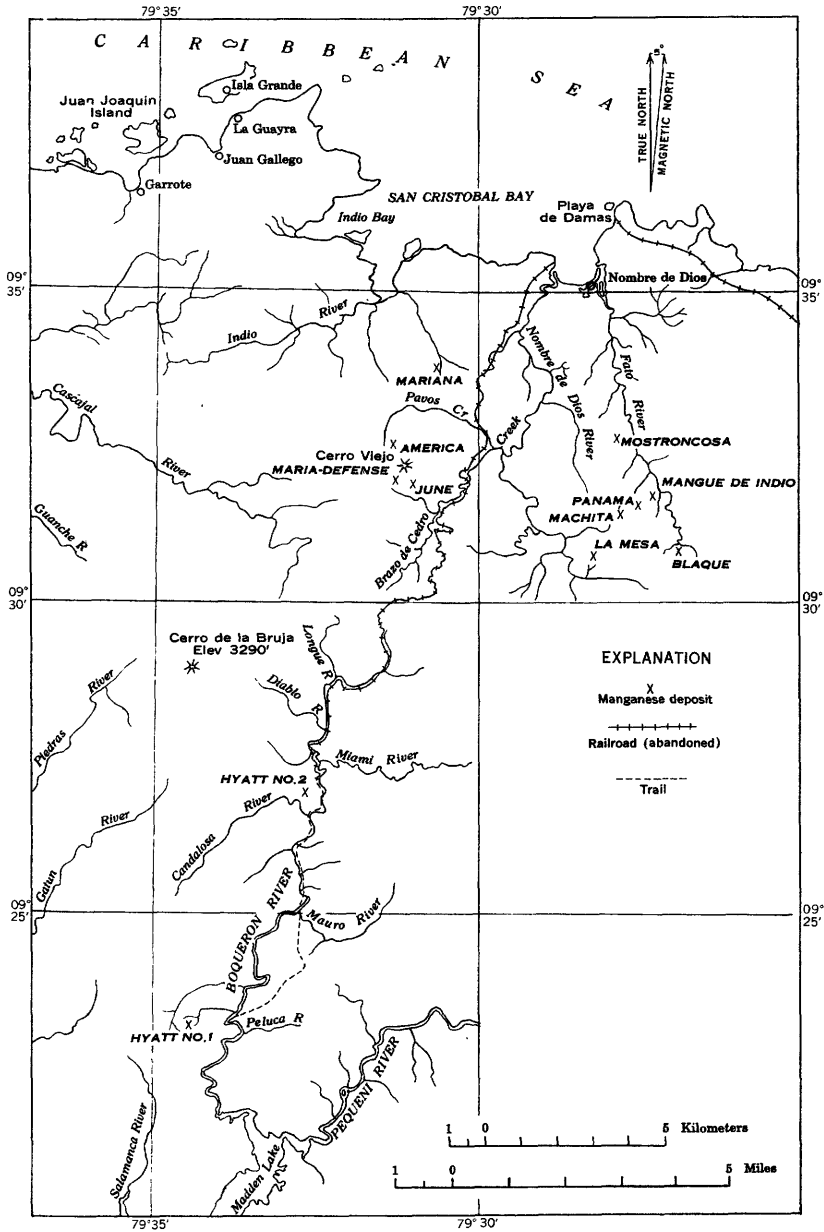 79° 35'
79° 30'
CARIBBEAN
SEA
Isla Grande
Juan Joaquin
Island
La Guayra
Juan Gallego
Garrote
TRUE NORTH
MAGNETIC NORTH
SAN CRISTOBAL BAY
Playa
de Damas
Indio Bay
09°
35'
Nombre de Dios
09°
35'
Indio River
MARIANA
Nombre de Dios River
Fato River
Cascajal River
Pavos Cr
Creek
AMERICA
MOSTRONCOSA
Cerro Viejo
MARIA-DEFENSE
JUNE
MANGUE DE INDIO
PANAMA
MACHITA
Guanche R
Brazo de Cedro
LA MESA
BLAQUE
09°
30'
09°
30'
Cerro de la Bruja
Elev 3290'
Longue R
EXPLANATION
X
Manganese deposit
Diablo R
Piedras River
Railroad (abandoned)
Miami River
HYATT NO. 2
Trail
Candalosa River
Gatun River
BOQUERON RIVER
09°
25'
Mauro River
09°
25'
HYATT NO. 1
Peluca R
PEQUENI RIVER
Salamanca River
Madden Lake
1 0 5 Kilometers
1 0 5 Miles
79° 35'
79° 30'